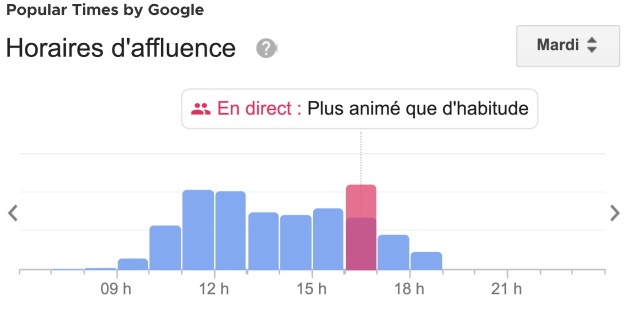 Popular Times by Google
Horaires d'affluence ?
Mardi
En direct : Plus animé que d'habitude
09 h 12 h 15 h 18 h 21 h